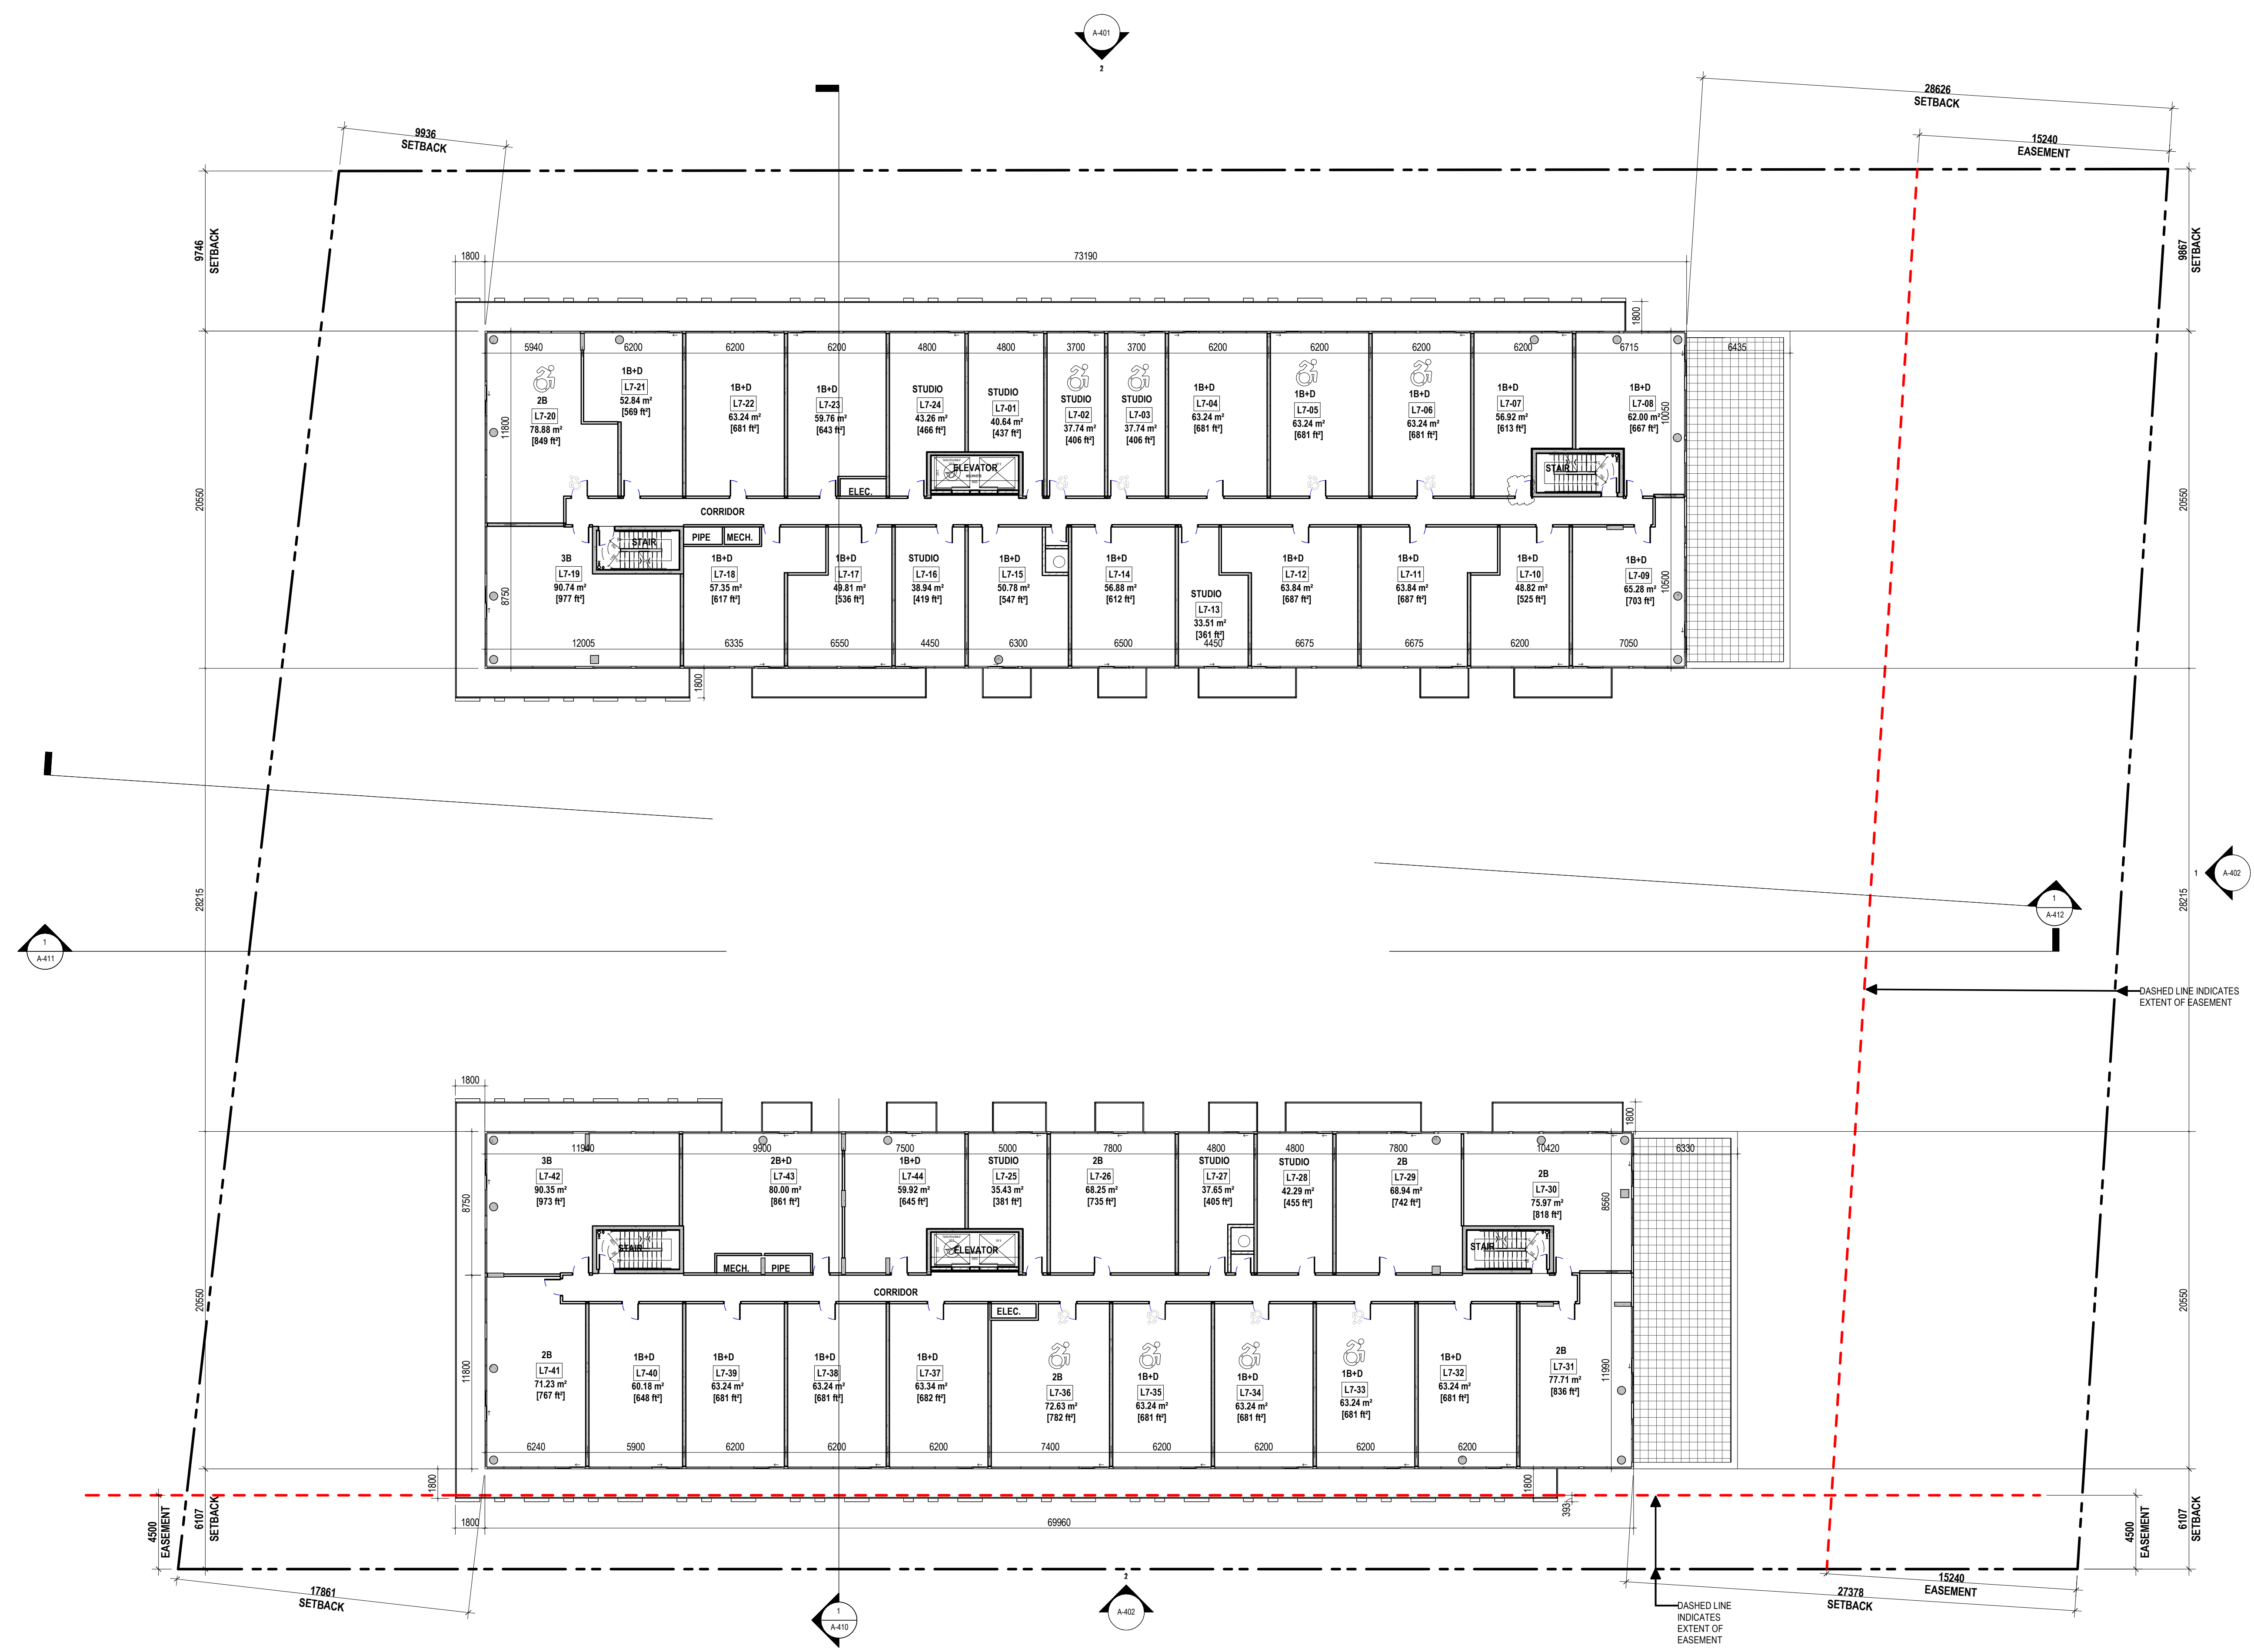 A-401
2
28626
SETBACK
9936
SETBACK
15240
EASEMENT
9746
SETBACK
9867
SETBACK
1800
73190
1800
5940
6200
6200
6200
4800
4800
3700
3700
6200
6200
6200
6200
6715
6435
11800
10050
2B
L7-20
78.88 m²
[849 ft²]
1B+D
L7-21
52.84 m²
[569 ft²]
1B+D
L7-22
63.24 m²
[681 ft²]
1B+D
L7-23
59.76 m²
[643 ft²]
STUDIO
L7-24
43.26 m²
[466 ft²]
STUDIO
L7-01
40.64 m²
[437 ft²]
STUDIO
L7-02
37.74 m²
[406 ft²]
STUDIO
L7-03
37.74 m²
[406 ft²]
1B+D
L7-04
63.24 m²
[681 ft²]
1B+D
L7-05
63.24 m²
[681 ft²]
1B+D
L7-06
63.24 m²
[681 ft²]
1B+D
L7-07
56.92 m²
[613 ft²]
1B+D
L7-08
62.00 m²
[667 ft²]
ELEVATOR
STAIR
ELEC.
CORRIDOR
20550
20550
STAIR
PIPE
MECH.
3B
L7-19
90.74 m²
[977 ft²]
1B+D
L7-18
57.35 m²
[617 ft²]
1B+D
L7-17
49.81 m²
[536 ft²]
STUDIO
L7-16
38.94 m²
[419 ft²]
1B+D
L7-15
50.78 m²
[547 ft²]
1B+D
L7-14
56.88 m²
[612 ft²]
STUDIO
L7-13
33.51 m²
[361 ft²]
1B+D
L7-12
63.84 m²
[687 ft²]
1B+D
L7-11
63.84 m²
[687 ft²]
1B+D
L7-10
48.82 m²
[525 ft²]
1B+D
L7-09
65.28 m²
[703 ft²]
8750
10500
12005
6335
6550
4450
6300
6500
4450
6675
6675
6200
7050
1800
28215
28215
1
A-402
1
A-412
1
A-411
DASHED LINE INDICATES
EXTENT OF EASEMENT
1800
1800
11940
9900
7500
5000
7800
4800
4800
7800
10420
6330
3B
L7-42
90.35 m²
[973 ft²]
2B+D
L7-43
80.00 m²
[861 ft²]
1B+D
L7-44
59.92 m²
[645 ft²]
STUDIO
L7-25
35.43 m²
[381 ft²]
2B
L7-26
68.25 m²
[735 ft²]
STUDIO
L7-27
37.65 m²
[405 ft²]
STUDIO
L7-28
42.29 m²
[455 ft²]
2B
L7-29
68.94 m²
[742 ft²]
2B
L7-30
75.97 m²
[818 ft²]
8750
8560
STAIR
MECH.
PIPE
ELEVATOR
STAIR
CORRIDOR
ELEC.
20550
20550
2B
L7-41
71.23 m²
[767 ft²]
1B+D
L7-40
60.18 m²
[648 ft²]
1B+D
L7-39
63.24 m²
[681 ft²]
1B+D
L7-38
63.24 m²
[681 ft²]
1B+D
L7-37
63.34 m²
[682 ft²]
2B
L7-36
72.63 m²
[782 ft²]
1B+D
L7-35
63.24 m²
[681 ft²]
1B+D
L7-34
63.24 m²
[681 ft²]
1B+D
L7-33
63.24 m²
[681 ft²]
1B+D
L7-32
63.24 m²
[681 ft²]
2B
L7-31
77.71 m²
[836 ft²]
11800
11990
6240
5900
6200
6200
6200
7400
6200
6200
6200
6200
1800
1800
393
4500
EASEMENT
6107
SETBACK
4500
EASEMENT
6107
SETBACK
1800
69960
17861
SETBACK
2
A-402
1
A-410
15240
EASEMENT
27378
SETBACK
DASHED LINE
INDICATES
EXTENT OF
EASEMENT